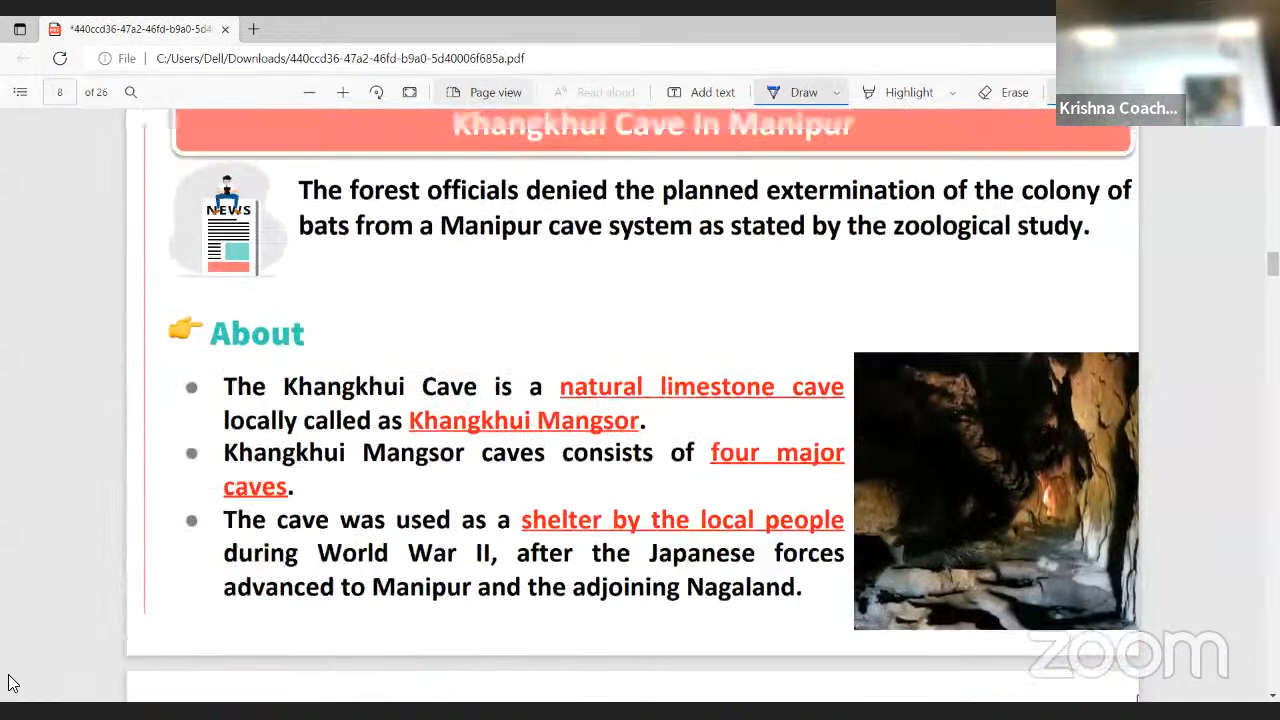 *440ccd36-47a2-46fd-b9a0-5d4
File
C:/Users/Dell/Downloads/440ccd36-47a2-46fd-b9a0-5d40006f685a.pdf
8 of 26
Page view
Read aloud
Add text
Draw
Highlight
Erase
Krishna Coach...
Khangkhui Cave In Manipur
NEWS
The forest officials denied the planned extermination of the colony of
bats from a Manipur cave system as stated by the zoological study.
About
The Khangkhui Cave is a natural limestone cave
locally called as Khangkhui Mangsor.
Khangkhui Mangsor caves consists of four major
caves.
The cave was used as a shelter by the local people
during World War II, after the Japanese forces
advanced to Manipur and the adjoining Nagaland.
zoom